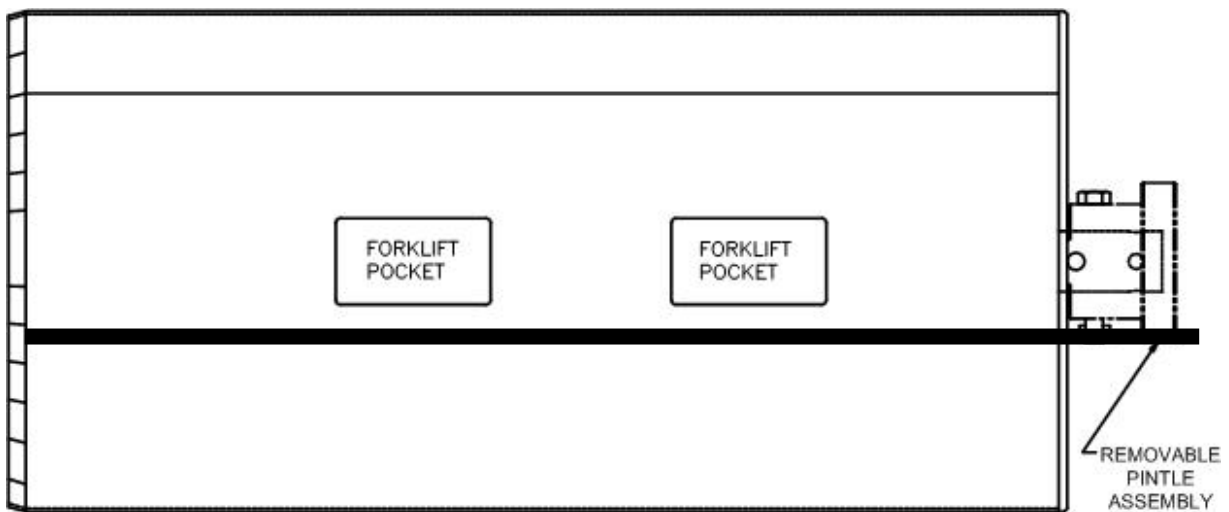 FORKLIFT
POCKET
FORKLIFT
POCKET
REMOVABLE
PINTLE
ASSEMBLY